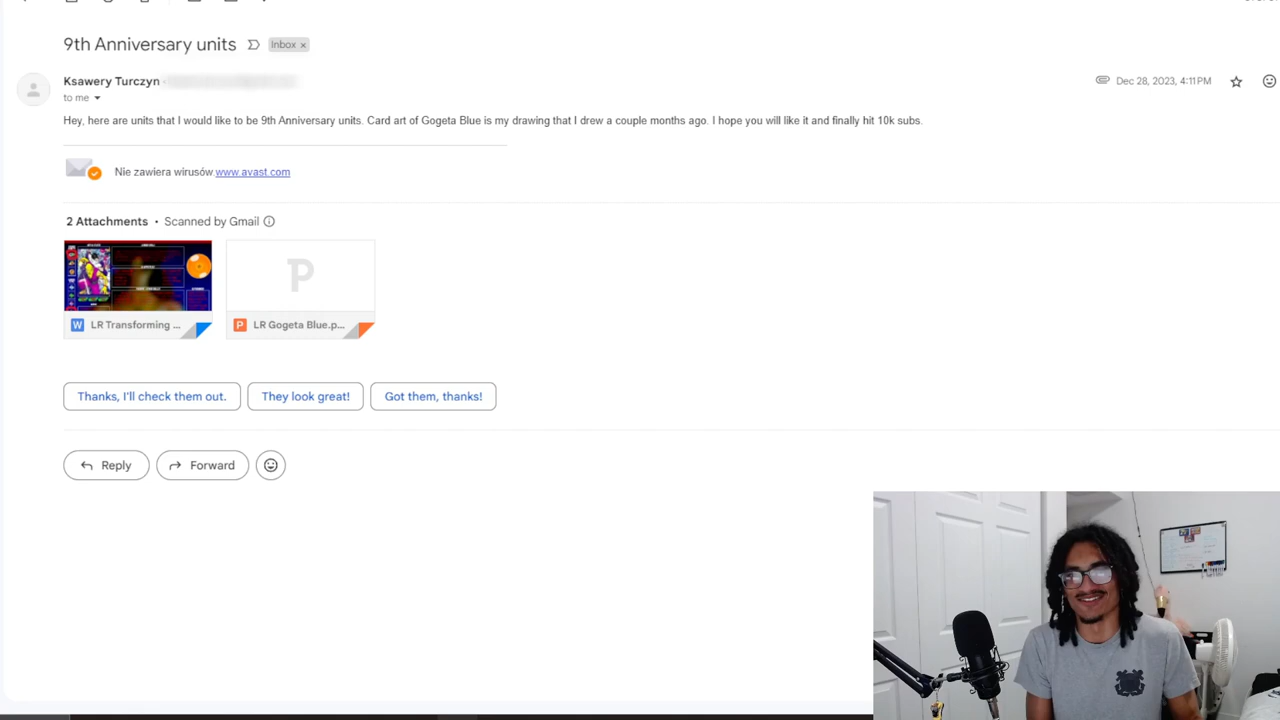 9th Anniversary units
Inbox ×
Ksawery Turczyn
Dec 28, 2023, 4:11 PM
to me
Hey, here are units that I would like to be 9th Anniversary units. Card art of Gogeta Blue is my drawing that I drew a couple months ago. I hope you will like it and finally hit 10k subs.
Nie zawiera wirusów.www.avast.com
2 Attachments • Scanned by Gmail
P
W LR Transforming ...
P LR Gogeta Blue.p...
Thanks, I'll check them out.
They look great!
Got them, thanks!
Reply
Forward